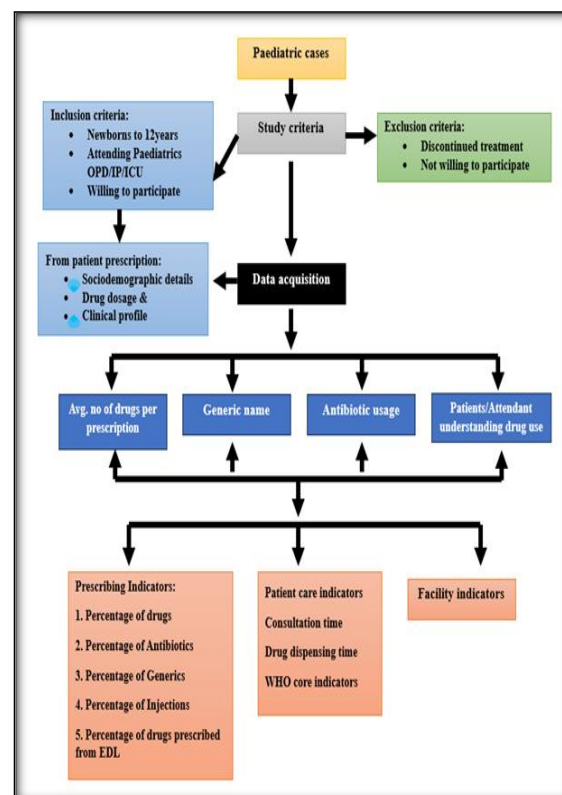 Paediatric cases
Inclusion criteria:
• Newborns to 12years
• Attending Paediatrics
OPD/IP/ICU
• Willing to participate
Study criteria
Exclusion criteria:
• Discontinued treatment
• Not willing to participate
From patient prescription:
• Sociodemographic details
• Drug dosage &
• Clinical profile
Data acquisition
Avg. no of drugs per
prescription
Generic name
Antibiotic usage
Patients/Attendant
understanding drug use
Prescribing Indicators:
1. Percentage of drugs
2. Percentage of Antibiotics
3. Percentage of Generics
4. Percentage of Injections
5. Percentage of drugs prescribed
from EDL
Patient care indicators
Consultation time
Drug dispensing time
WHO core indicators
Facility indicators